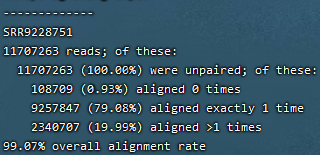 -------------
SRR9228751
11707263 reads; of these:
11707263 (100.00%) were unpaired; of these:
108709 (0.93%) aligned 0 times
9257847 (79.08%) aligned exactly 1 time
2340707 (19.99%) aligned >1 times
99.07% overall alignment rate